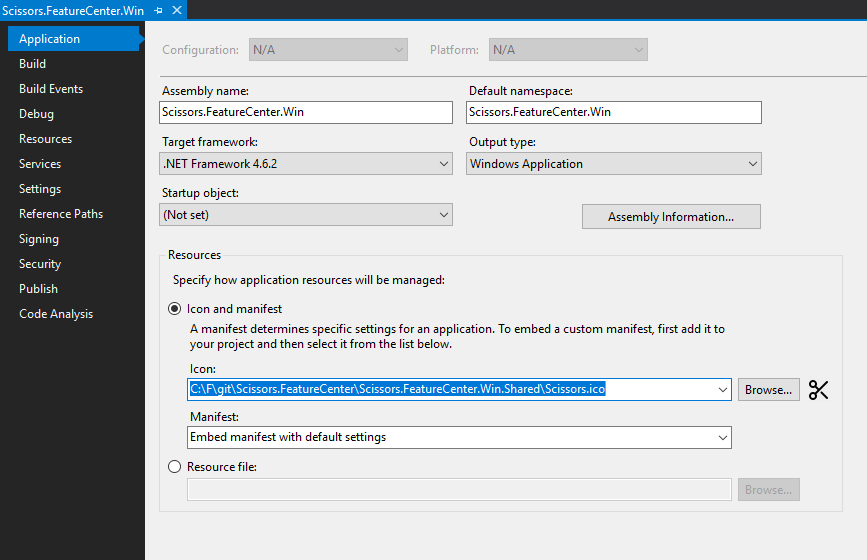 Scissors.FeatureCenter.Win
Application
Build
Build Events
Debug
Resources
Services
Settings
Reference Paths
Signing
Security
Publish
Code Analysis
Configuration: N/A Platform: N/A
Assembly name: Default namespace:
Scissors.FeatureCenter.Win Scissors.FeatureCenter.Win
Target framework: Output type:
.NET Framework 4.6.2 Windows Application
Startup object:
(Not set) Assembly Information...
Resources
Specify how application resources will be managed:
Icon and manifest
A manifest determines specific settings for an application. To embed a custom manifest, first add it to
your project and then select it from the list below.
Icon:
C:\F\git\Scissors.FeatureCenter\Scissors.FeatureCenter.Win.Shared\Scissors.ico Browse...
Manifest:
Embed manifest with default settings
Resource file:
Browse...